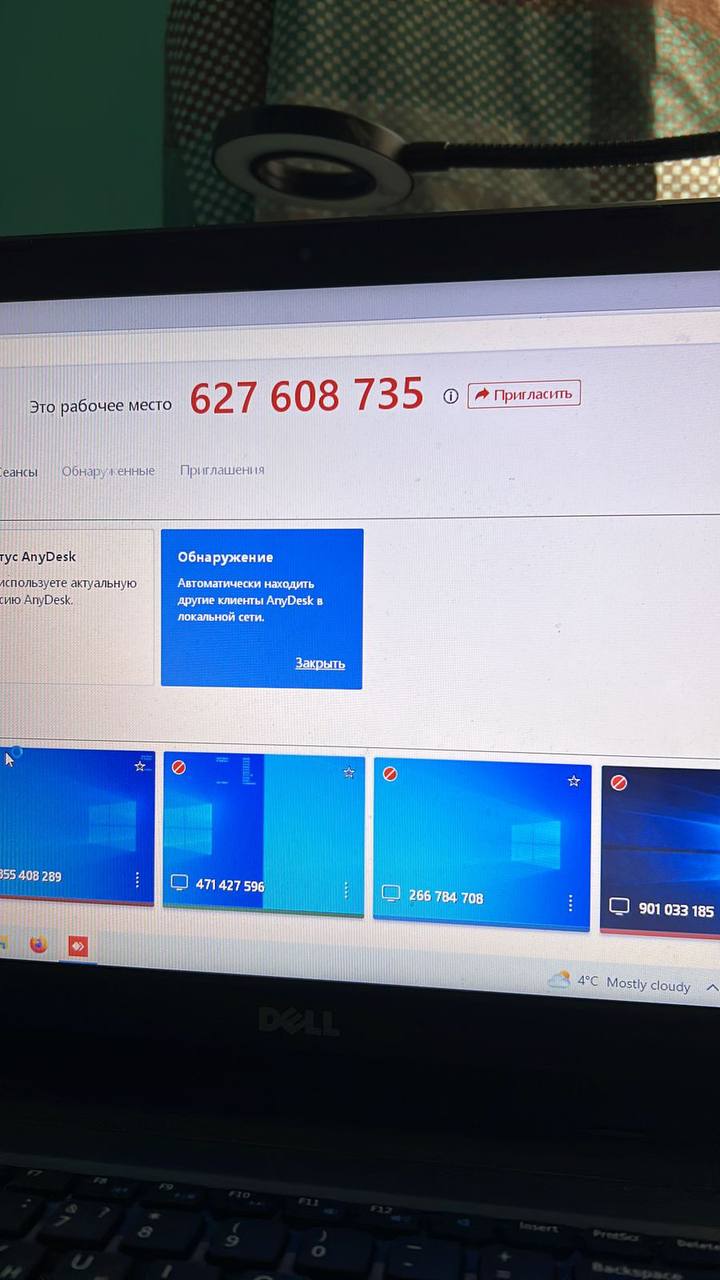 Это рабочее место 627 608 735 Пригласить
Сеансы Обнаруженные Приглашения
тус AnyDesk
используете актуальную
сию AnyDesk.
Обнаружение
Автоматически находить
другие клиенты AnyDesk в
локальной сети.
Закрыть
355 408 289
471 427 596
266 784 708
901 033 185
4°C Mostly cloudy
DELL
F7 F8 F9 F10 F11 F12 Insert PrtScr Delete
& 7 ? * 8 ( 9 ) 0 – + Backspace
U I